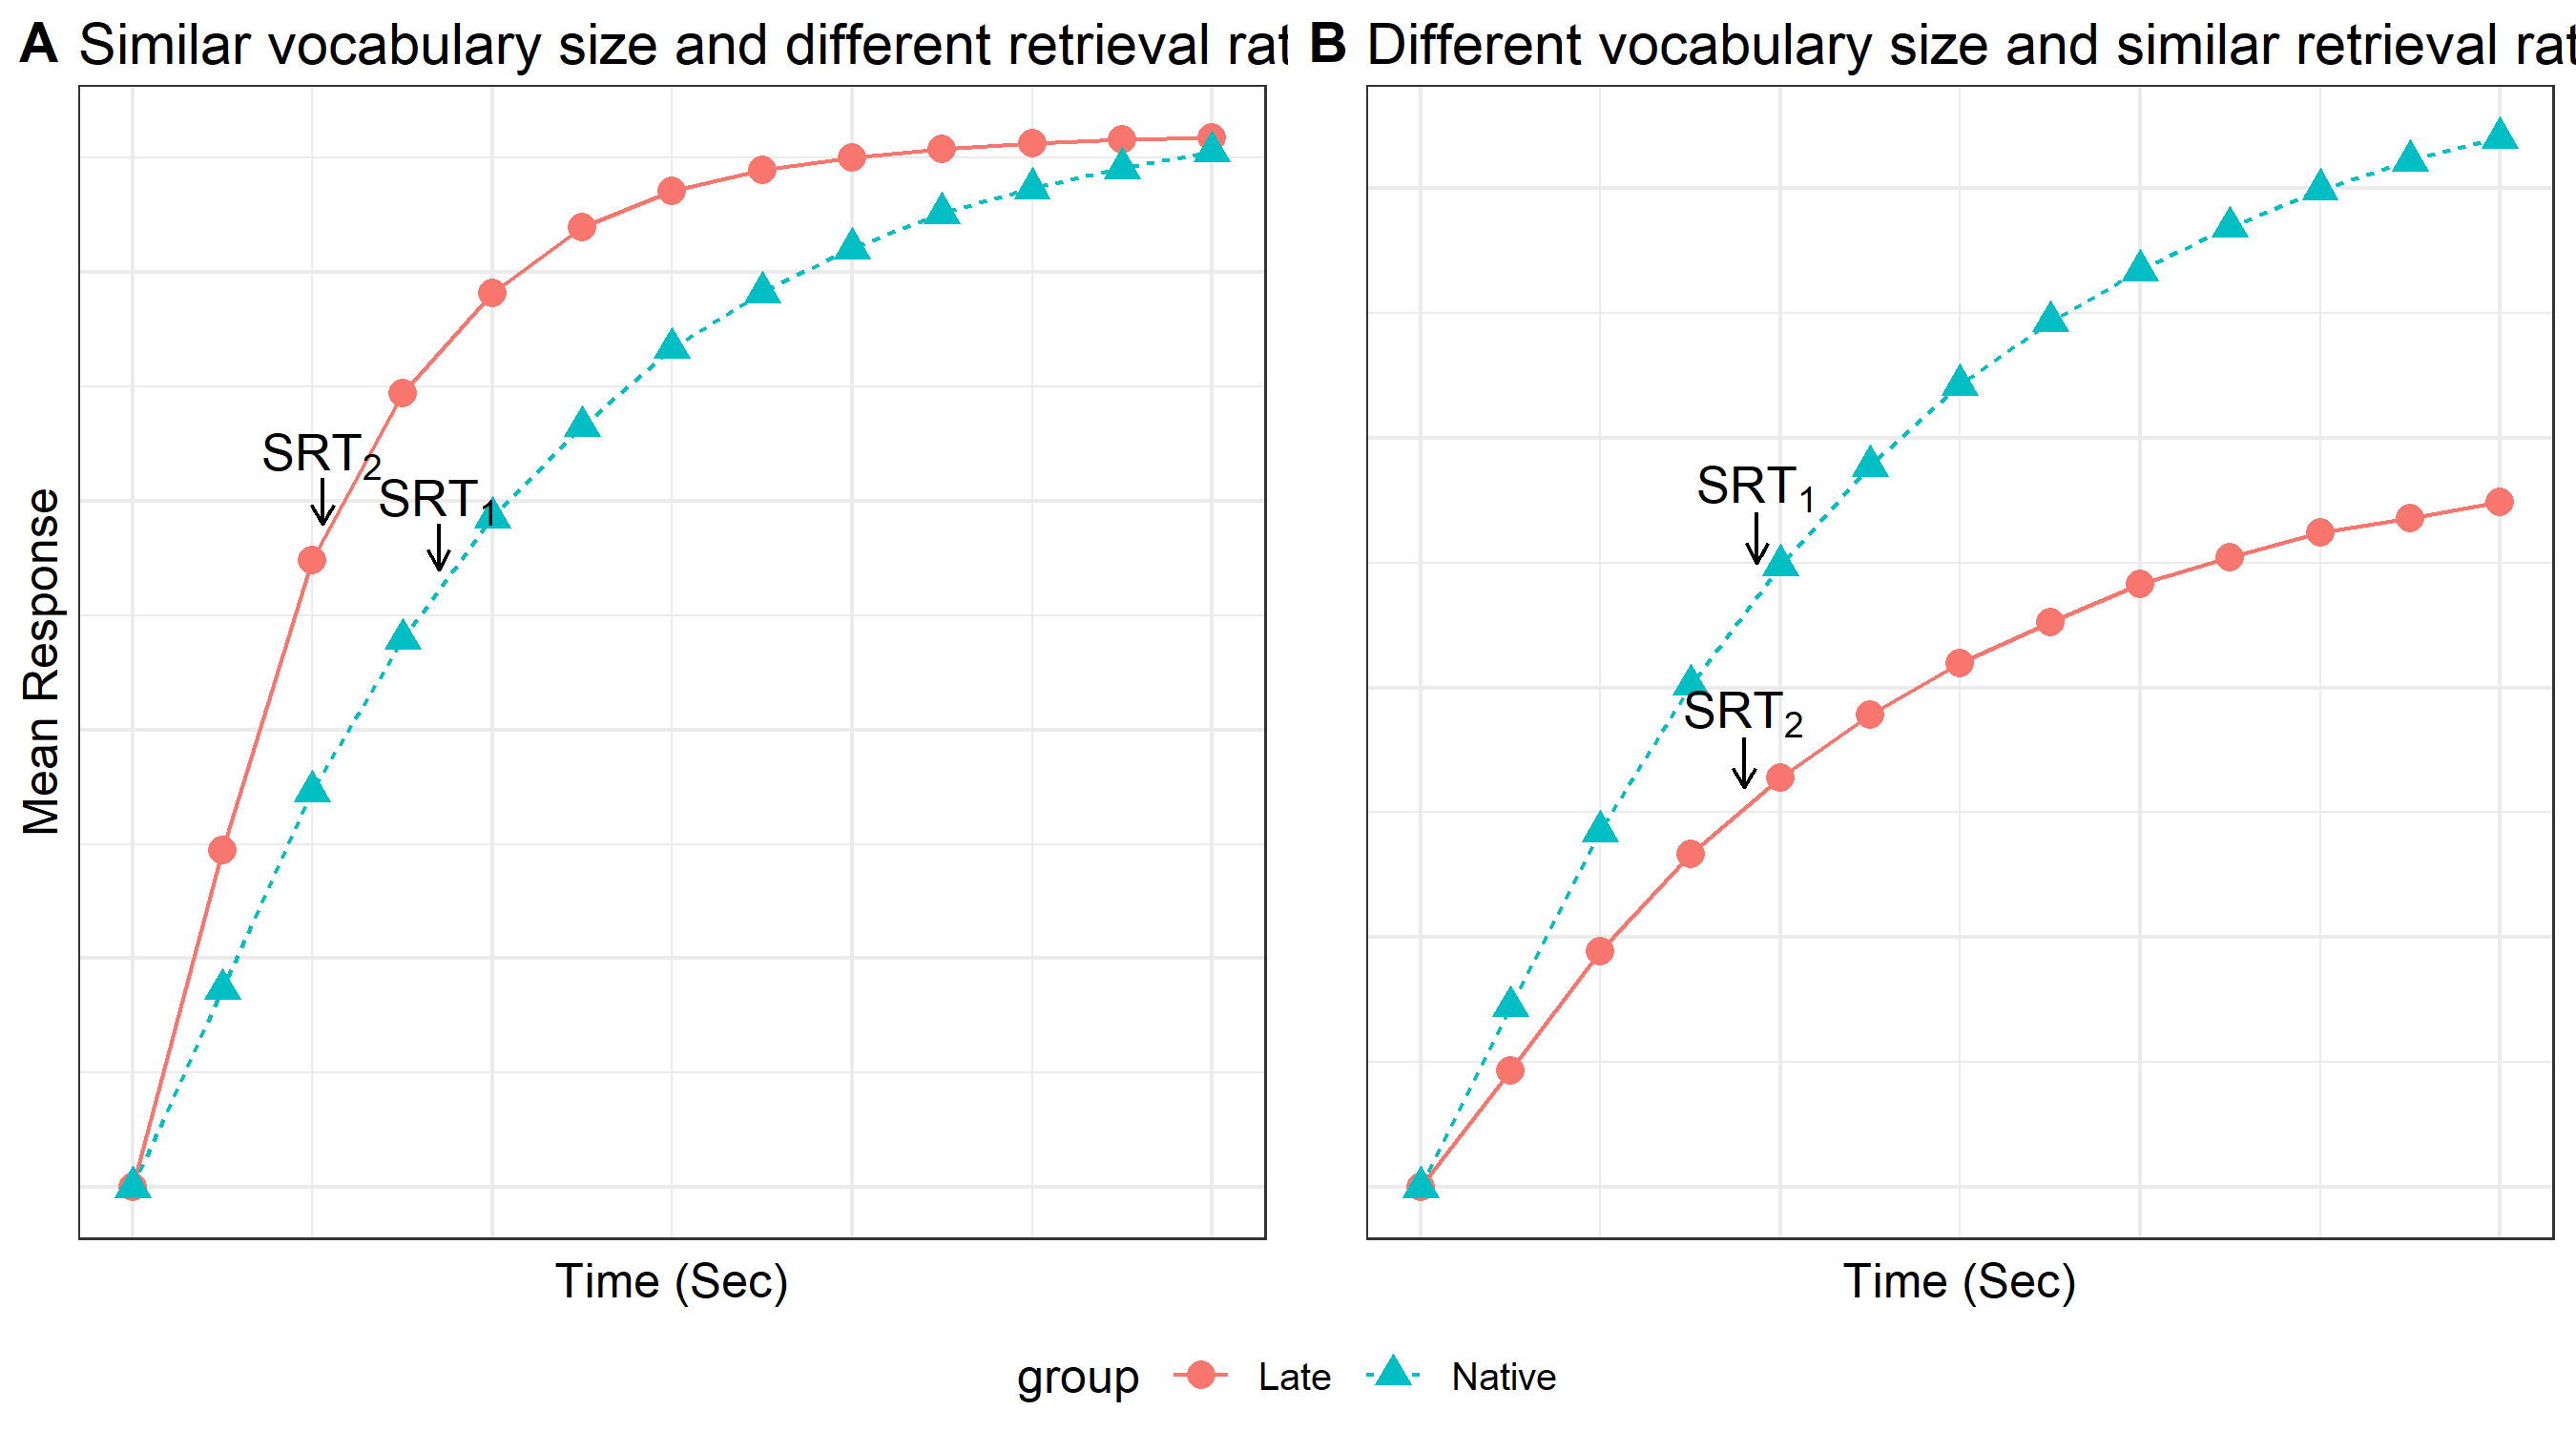 A Similar vocabulary size and different retrieval rat
B Different vocabulary size and similar retrieval rat
Mean Response
SRT2
SRT1
SRT1
SRT2
Time (Sec)
Time (Sec)
group Late Native